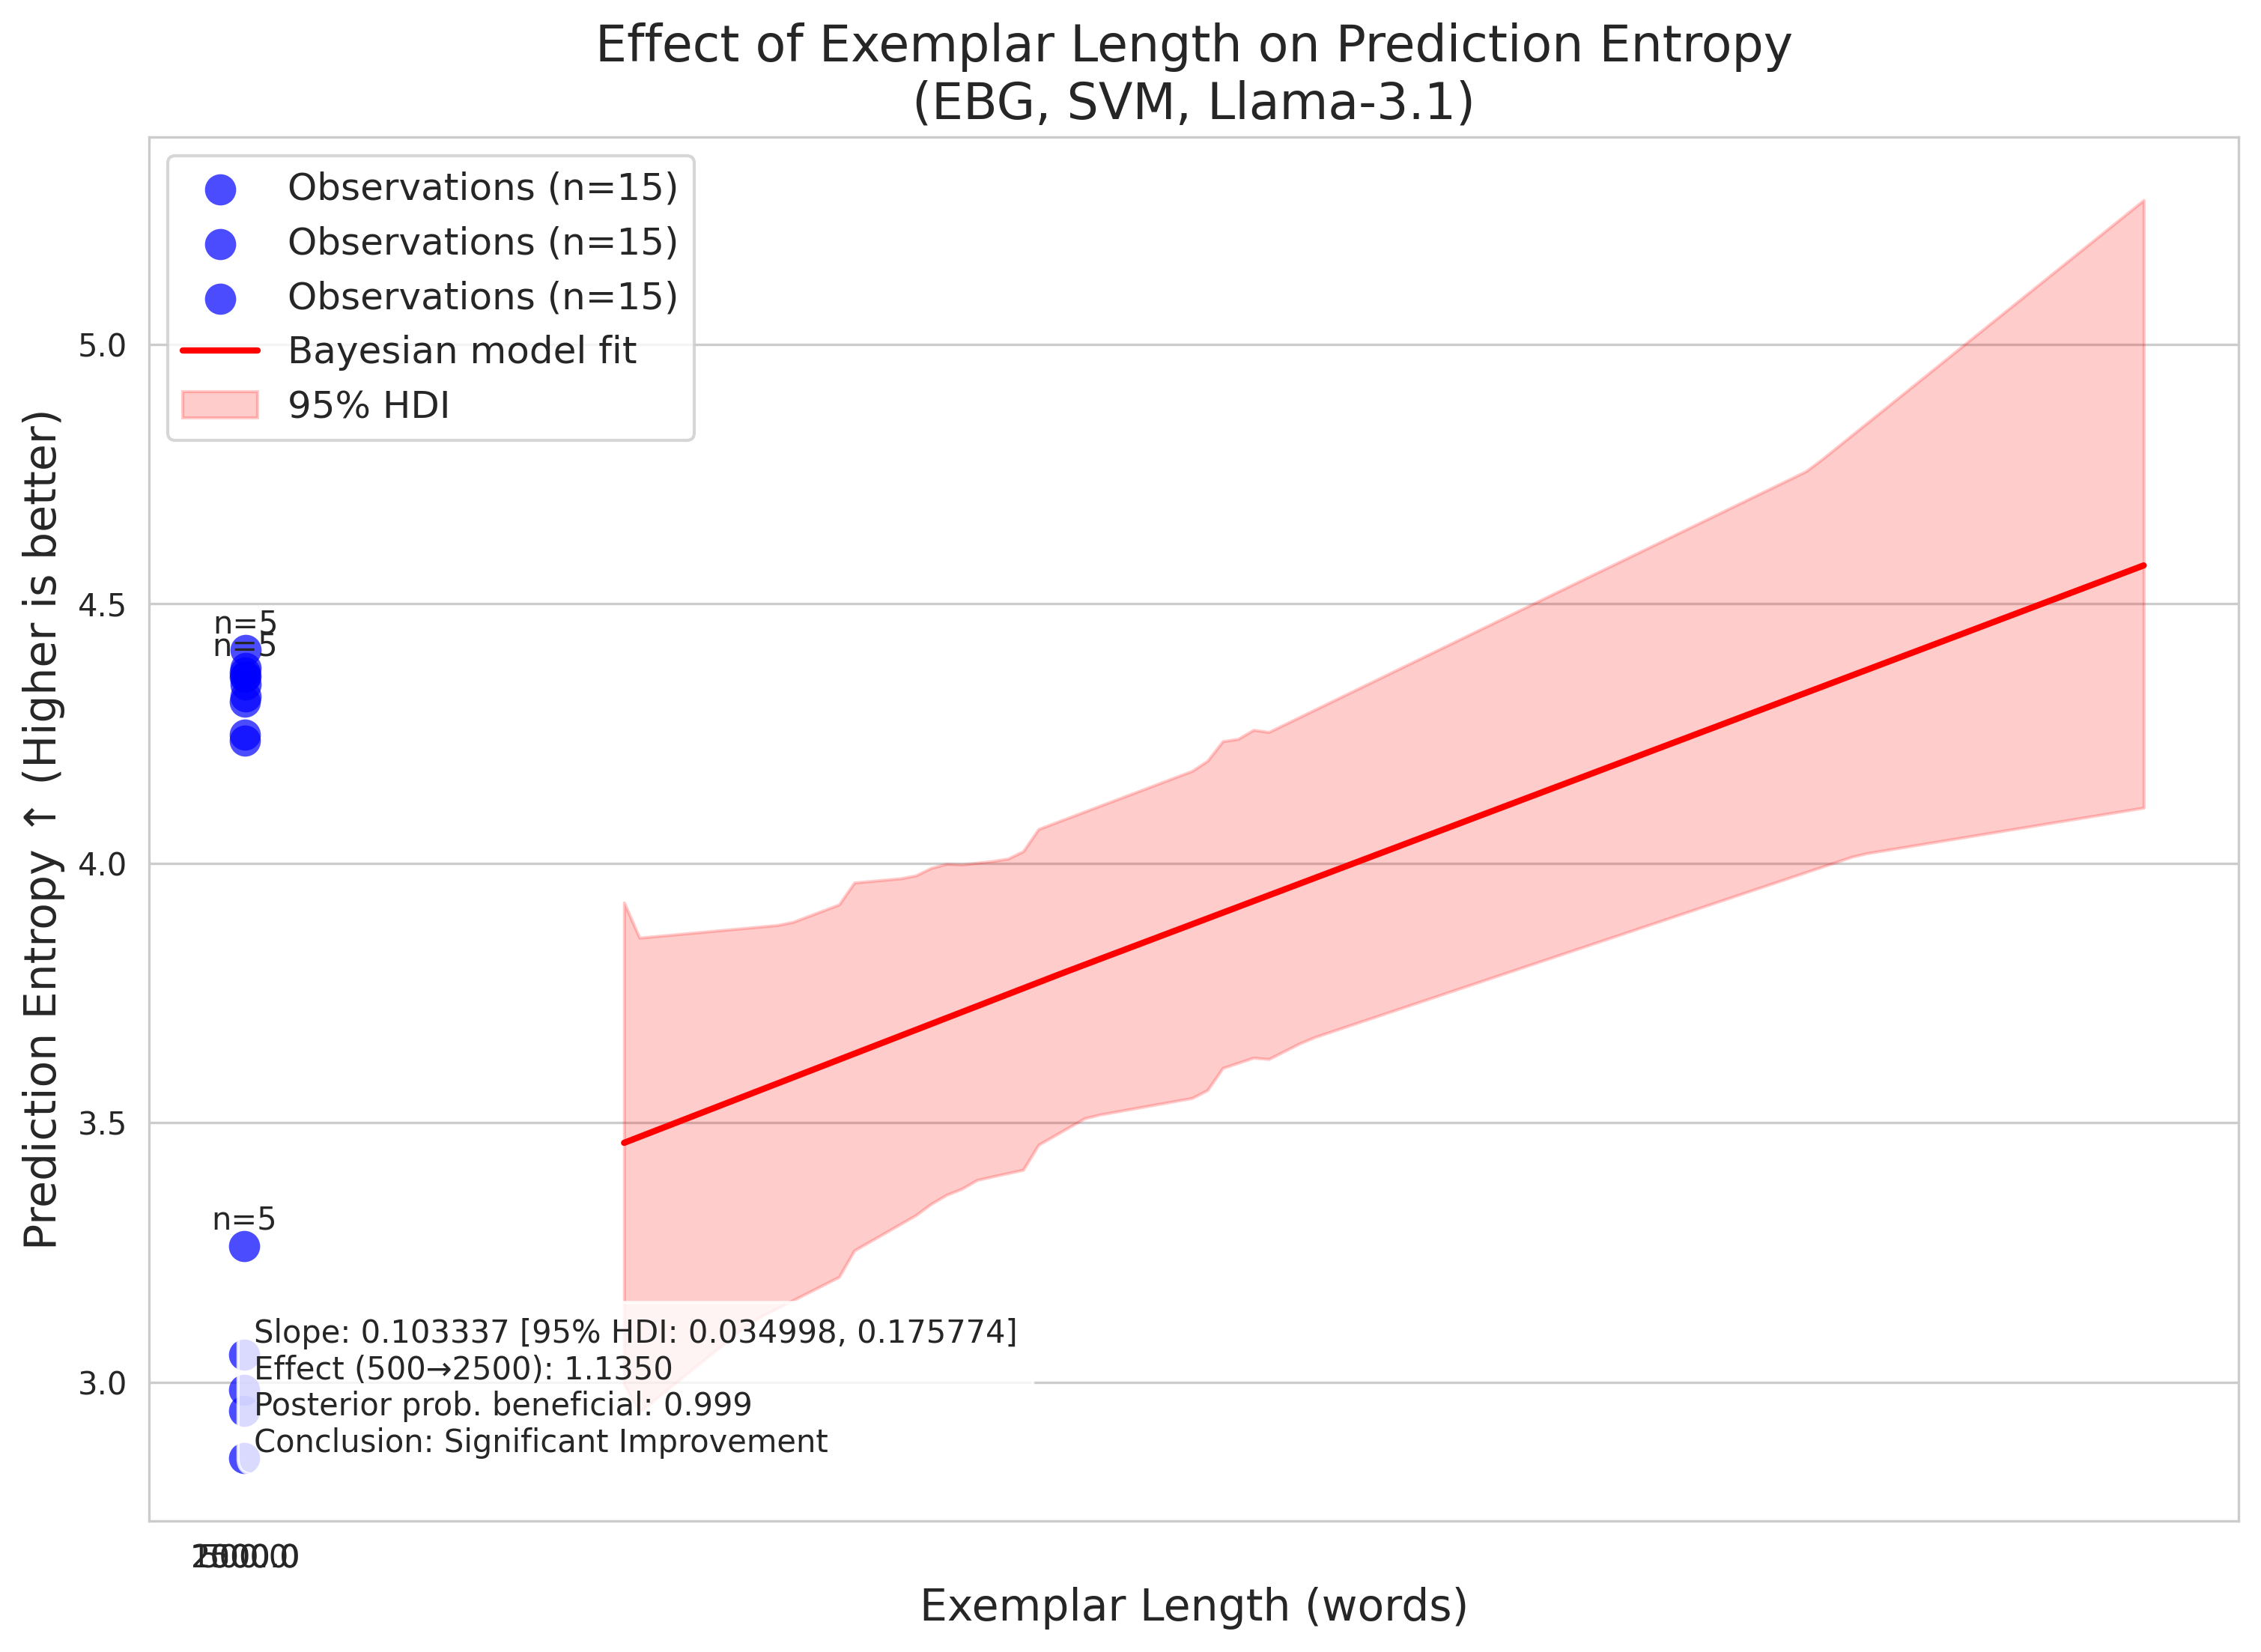 Effect of Exemplar Length on Prediction Entropy
(EBG, SVM, Llama-3.1)
Observations (n=15)
Observations (n=15)
Observations (n=15)
Bayesian model fit
95% HDI
Prediction Entropy ↑ (Higher is better)
5.0
4.5
4.0
3.5
3.0
n=5
n=5
n=5
Slope: 0.103337 [95% HDI: 0.034998, 0.175774]
Effect (500→2500): 1.1350
Posterior prob. beneficial: 0.999
Conclusion: Significant Improvement
Exemplar Length (words)